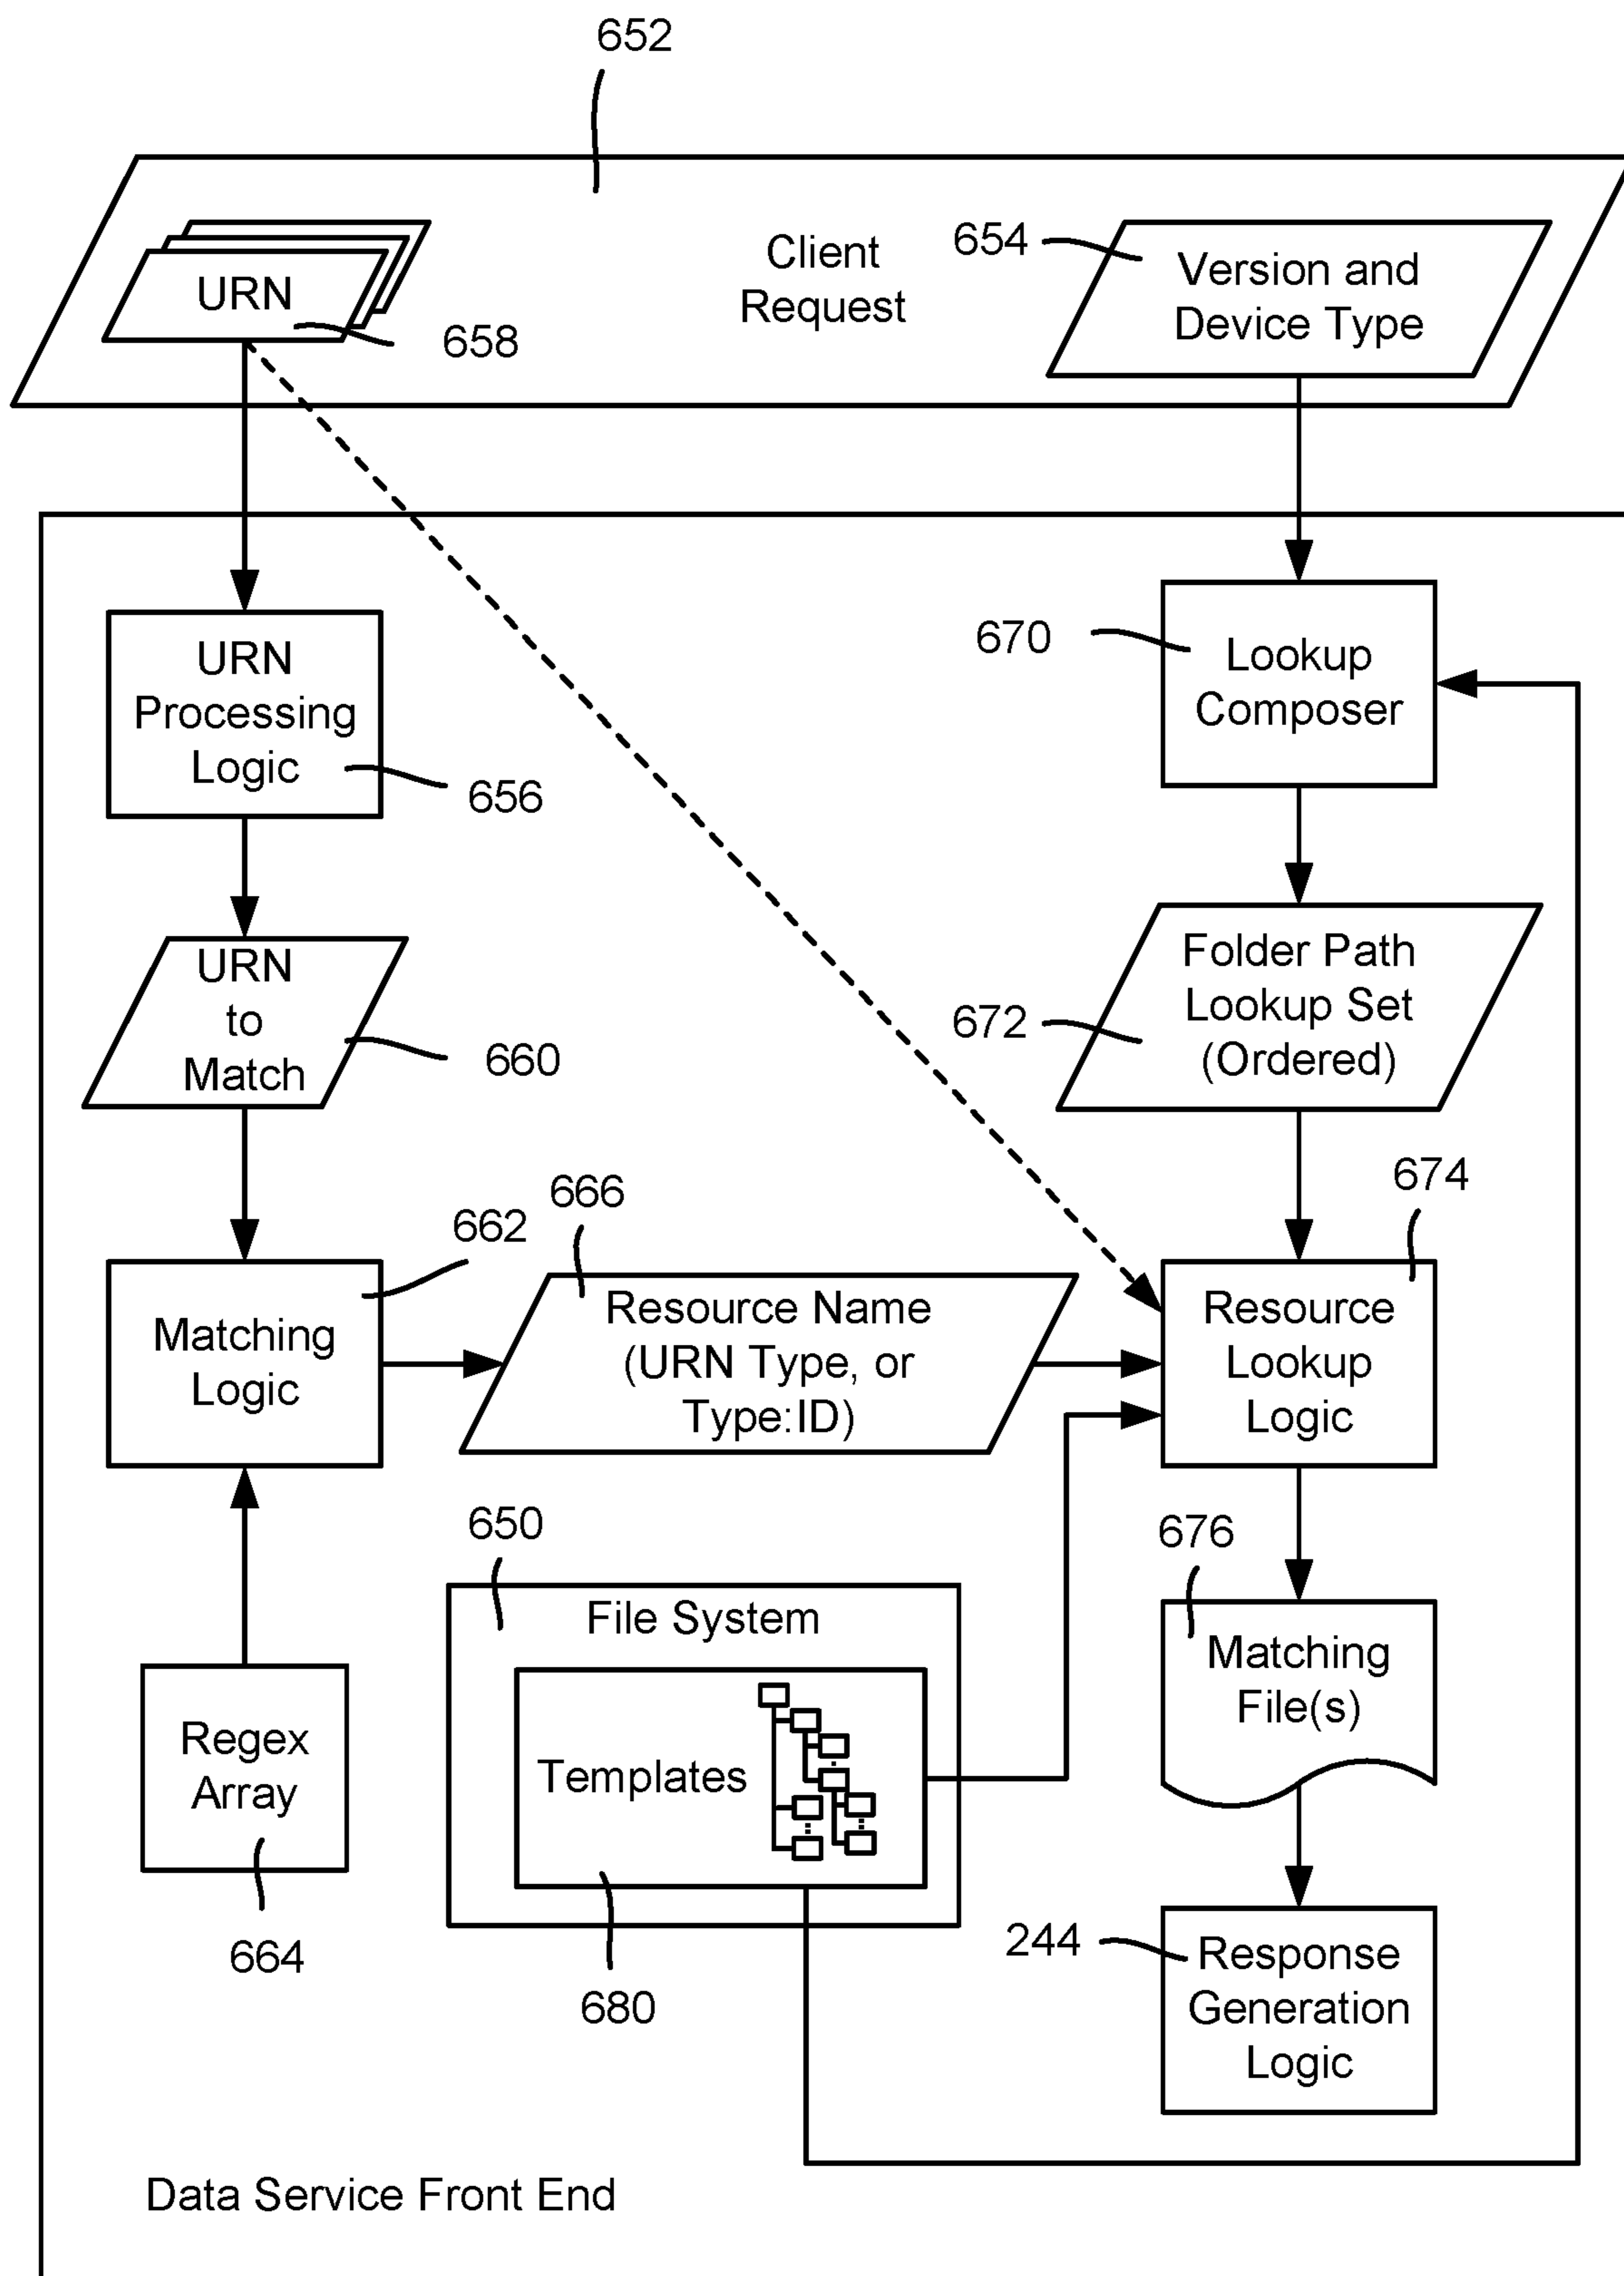 652
URN
658
Client
Request
654
Version and
Device Type
URN
Processing
Logic
656
670
Lookup
Composer
URN
to
Match
660
672
Folder Path
Lookup Set
(Ordered)
662
Matching
Logic
666
Resource Name
(URN Type, or
Type:ID)
674
Resource
Lookup
Logic
650
File System
Templates
680
676
Matching
File(s)
Regex
Array
664
244
Response
Generation
Logic
Data Service Front End